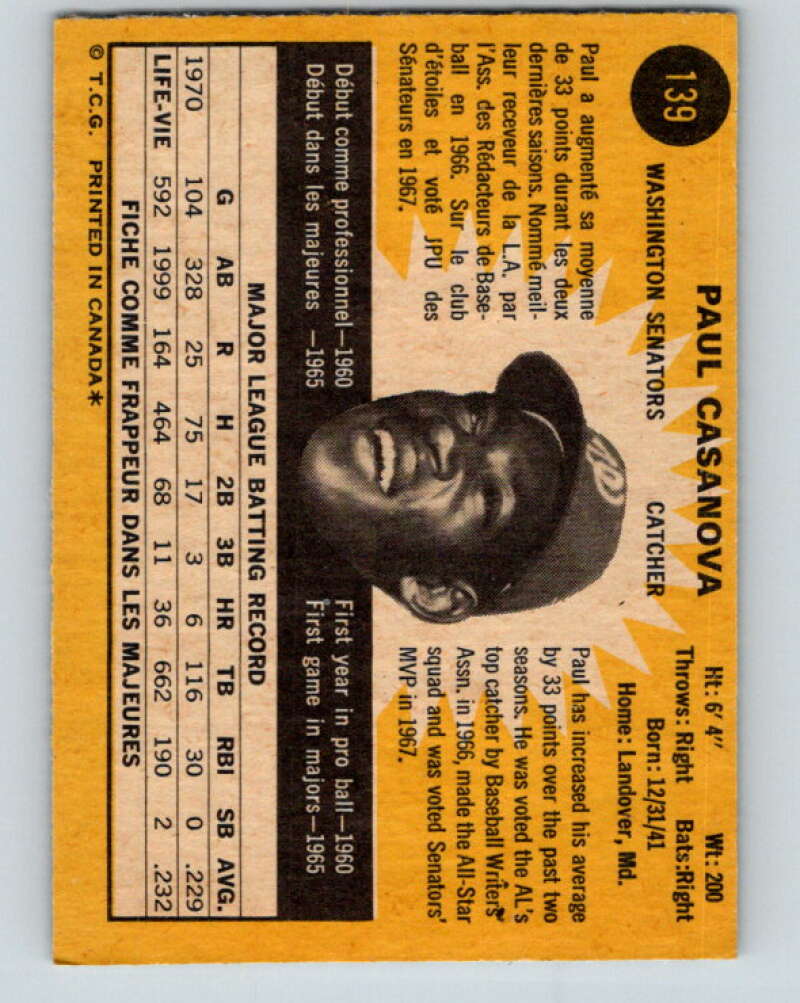 139
PAUL CASANOVA
WASHINGTON SENATORS CATCHER
Ht: 6' 4" Wt: 200
Throws: Right Bats: Right
Born: 12/31/41
Home: Landover, Md.
Paul a augmenté sa moyenne
de 33 points durant les deux
dernières saisons. Nommé meil-
leur receveur de la L.A. par
l'Ass. des Rédacteurs de Base-
ball en 1966. Sur le club
d'étoiles et voté JPU des
Sénateurs en 1967.
Paul has increased his average
by 33 points over the past two
seasons. He was voted the AL's
top catcher by Baseball Writers
Assn. in 1966, made the All-Star
squad and was voted Senators'
MVP in 1967.
Début comme professionnel—1960
Début dans les majeures —1965
First year in pro ball—1960
First game in majors—1965
MAJOR LEAGUE BATTING RECORD
G AB R H 2B 3B HR TB RBI SB AVG.
1970 104 328 25 75 17 3 6 116 30 0 .229
LIFE-VIE 592 1999 164 464 68 11 36 662 190 2 .232
FICHE COMME FRAPPEUR DANS LES MAJEURES
© T.C.G. PRINTED IN CANADA*